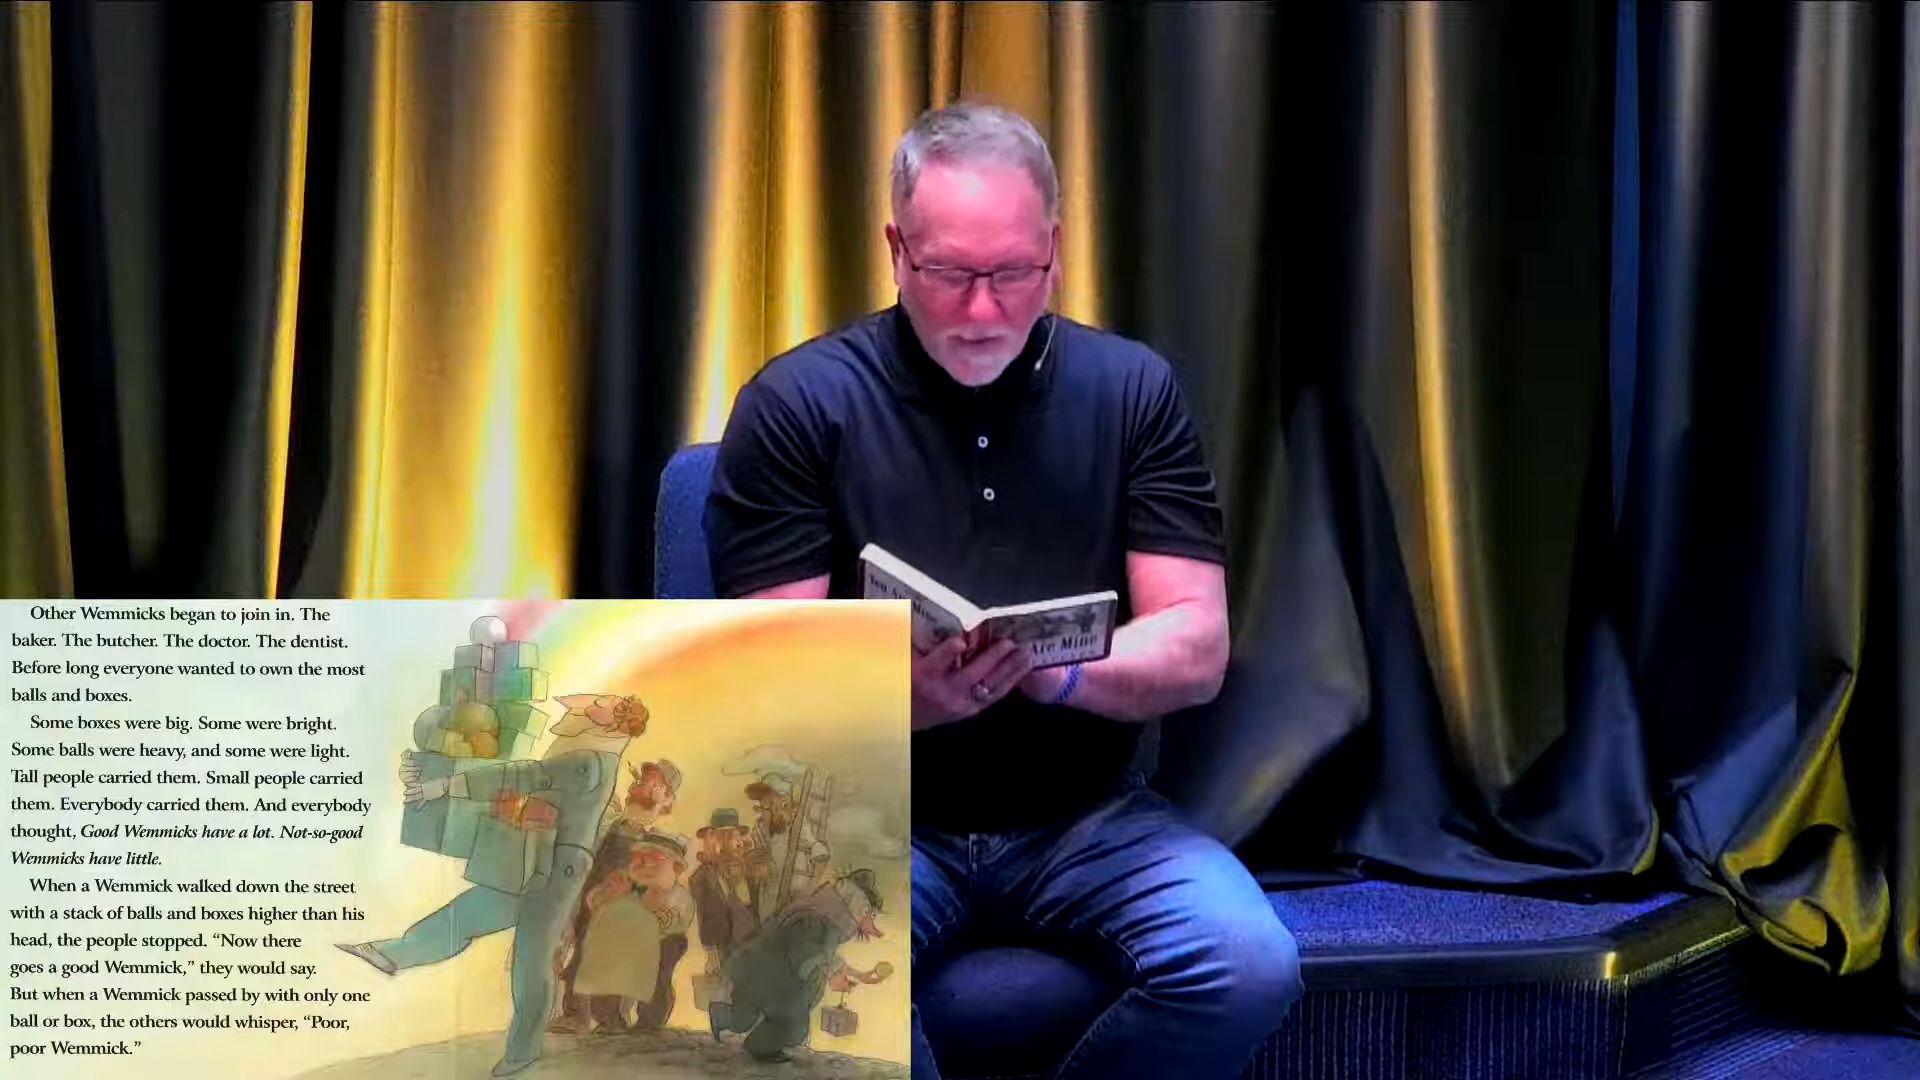 Other Wemmicks began to join in. The
baker. The butcher. The doctor. The dentist.
Before long everyone wanted to own the most
balls and boxes.
Some boxes were big. Some were bright.
Some balls were heavy, and some were light.
Tall people carried them. Small people carried
them. Everybody carried them. And everybody
thought, Good Wemmicks have a lot. Not-so-good
Wemmicks have little.
When a Wemmick walked down the street
with a stack of balls and boxes higher than his
head, the people stopped. “Now there
goes a good Wemmick,” they would say.
But when a Wemmick passed by with only one
ball or box, the others would whisper, “Poor,
poor Wemmick.”
You Are Mine
Are Mine